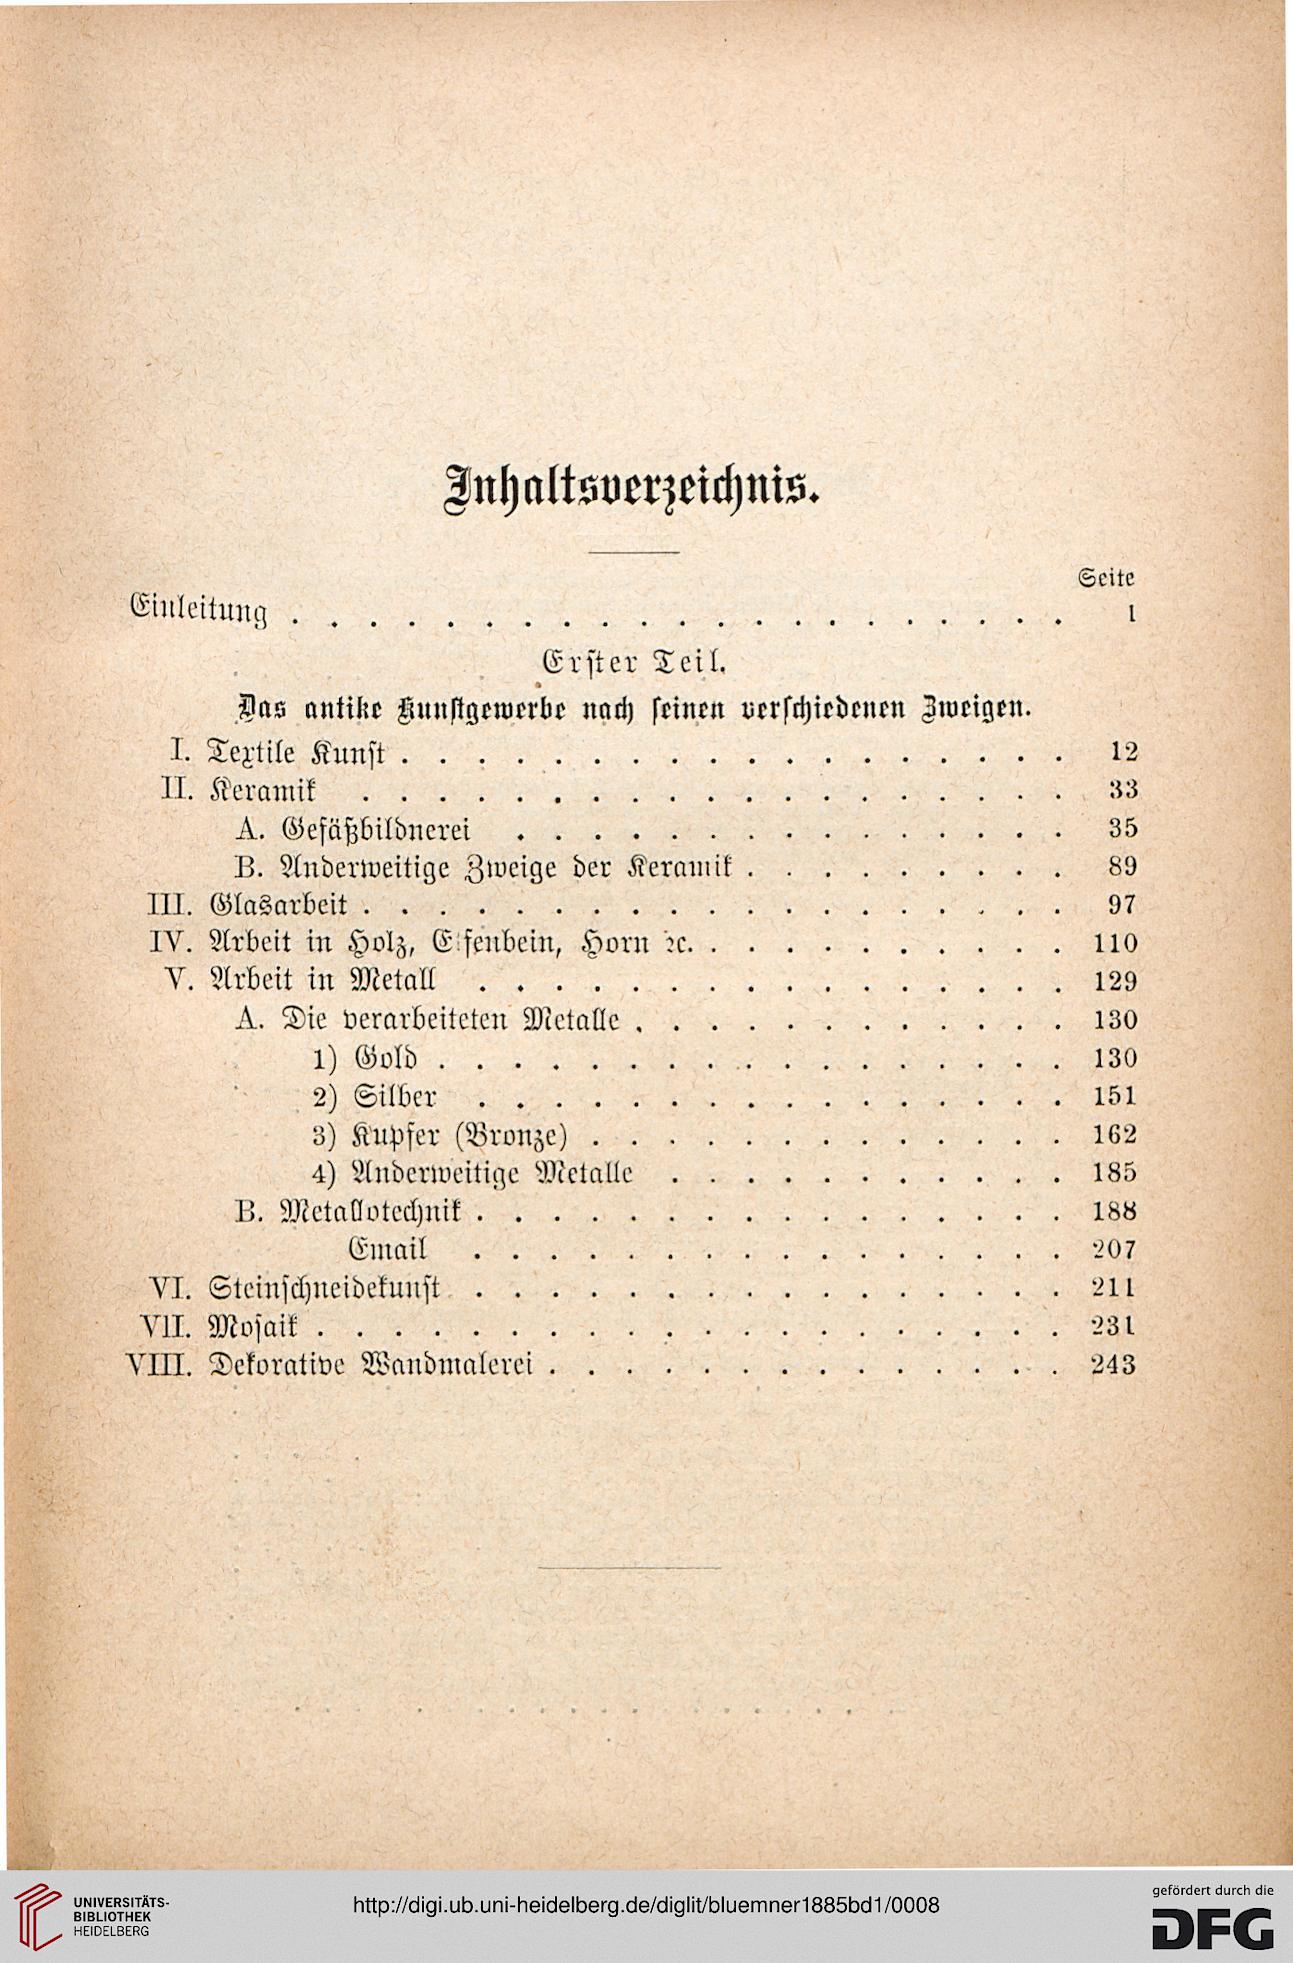 Inhaltsverzeichnis.
Seite
Einleitung . . . . . . . . . . . . . . . . . . . . . 1
Erster Teil.
Das antike Kunstgewerbe nach seinen verschiedenen Zweigen.
I. Textile Kunst . . . . . . . . . . . . . . . . . . 12
II. Keramik . . . . . . . . . . . . . . . . . . . 33
A. Gefäßbildnerei . . . . . . . . . . . . . . . 35
B. Anderweitige Zweige der Keramik . . . . . . . . . 89
III. Glasarbeit . . . . . . . . . . . . . . . . . . . 97
IV. Arbeit in Holz, Elfenbein, Horn ꝛc. . . . . . . . . . . 110
V. Arbeit in Metall . . . . . . . . . . . . . . . . 129
A. Die verarbeiteten Metalle . . . . . . . . . . . . 130
1) Gold . . . . . . . . . . . . . . . . . 130
2) Silber . . . . . . . . . . . . . . . . 151
3) Kupfer (Bronze) . . . . . . . . . . . . . 162
4) Anderweitige Metalle . . . . . . . . . . . 185
B. Metallotechnik . . . . . . . . . . . . . . . . 188
Email . . . . . . . . . . . . . . . . 207
VI. Steinschneidekunst . . . . . . . . . . . . . . . . 211
VII. Mosaik . . . . . . . . . . . . . . . . . . . . 231
VIII. Dekorative Wandmalerei . . . . . . . . . . . . . . 243
UNIVERSITÄTS-
BIBLIOTHEK
HEIDELBERG
http://digi.ub.uni-heidelberg.de/diglit/bluemner1885bd1/0008
gefördert durch die
DFG